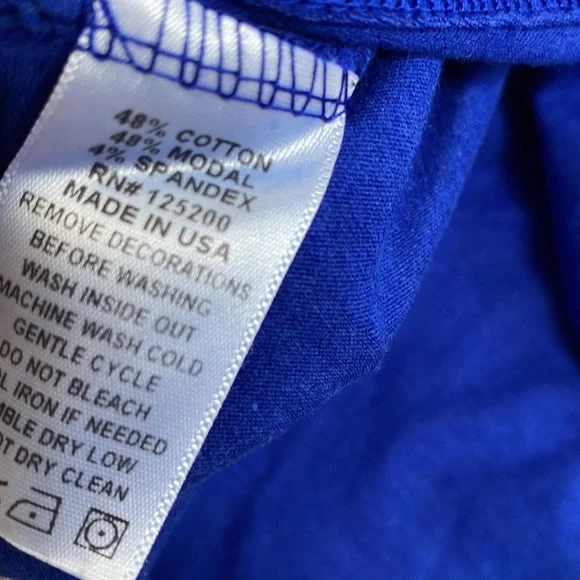 48% COTTON
48% MODAL
4% SPANDEX
RN# 125200
MADE IN USA
REMOVE DECORATIONS
BEFORE WASHING
WASH INSIDE OUT
MACHINE WASH COLD
GENTLE CYCLE
DO NOT BLEACH
IRON IF NEEDED
DRY LOW
DRY CLEAN